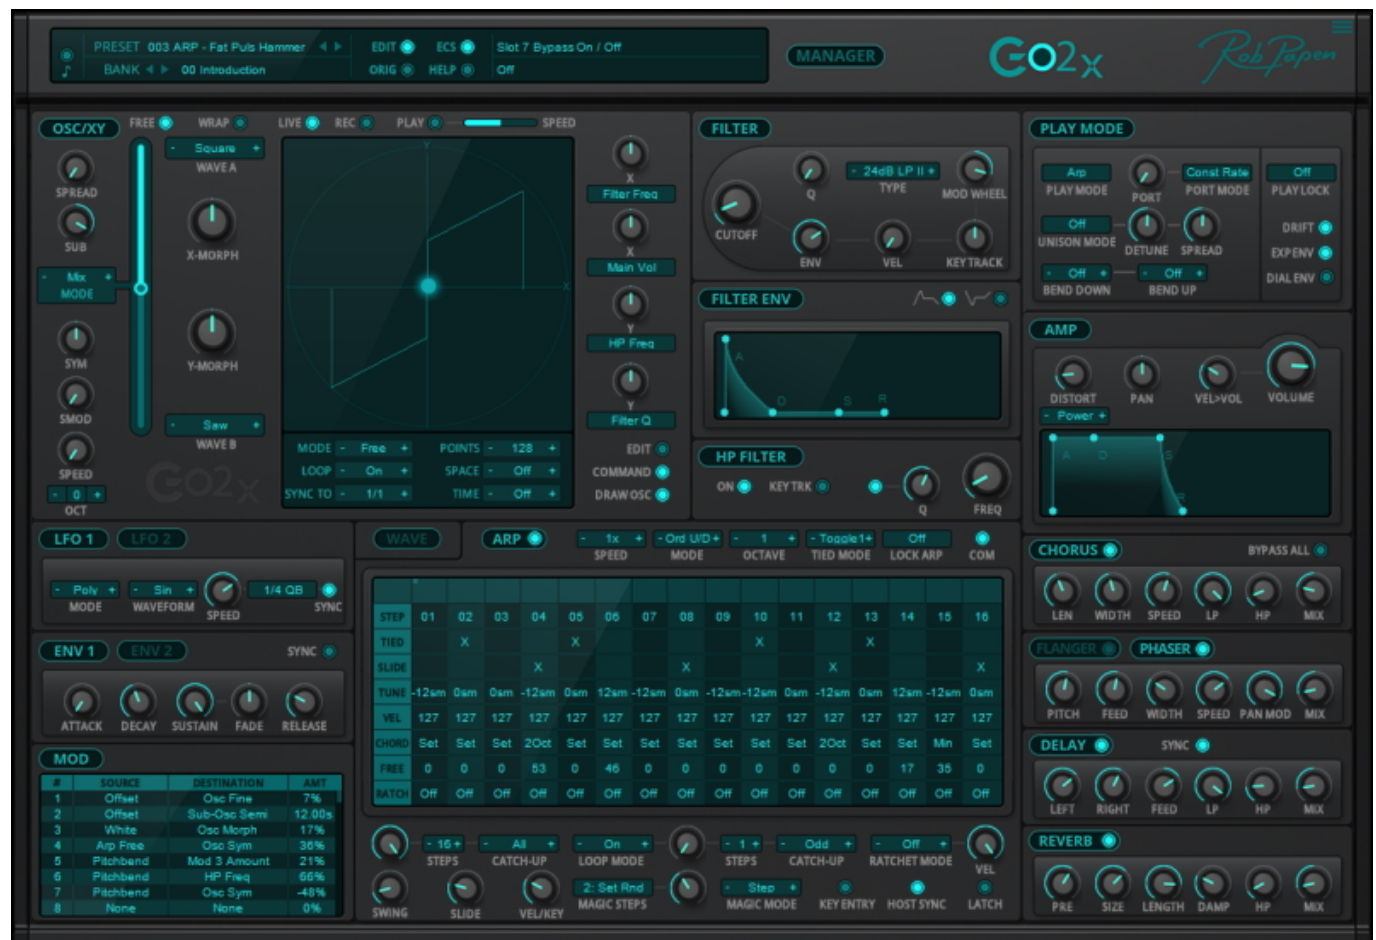 PRESET 003 ARP - Fat Puls Hammer EDIT ECS Slot 7 Bypass On / Off
BANK 00 Introduction ORIG HELP Off
MANAGER
GO2x
Rob Papen
OSC/XY FREE WRAP LIVE REC PLAY SPEED
- Square +
WAVE A
SPREAD
SUB
- Mix +
MODE
SYM
SMOD
SPEED
- 0 +
OCT
X-MORPH
Y-MORPH
- Saw +
WAVE B
GO2x
Y
X
MODE - Free + POINTS - 128 +
LOOP - On + SPACE - Off +
SYNC TO - 1/1 + TIME - Off +
X
Filter Freq
X
Main Vol
Y
HP Freq
Y
Filter Q
EDIT
COMMAND
DRAW OSC
FILTER
CUTOFF
Q
- 24dB LP II +
TYPE
MOD WHEEL
ENV VEL KEYTRACK
FILTER ENV
A D S R
HP FILTER
ON KEYTRK Q FREQ
PLAY MODE
Arp Const Rate Off
PLAY MODE PORT PORT MODE PLAY LOCK
Off
UNISON MODE DETUNE SPREAD
DRIFT
EXP ENV
DIAL ENV
- Off + - Off +
BEND DOWN BEND UP
AMP
DISTORT PAN VEL>VOL VOLUME
- Power +
A D S R
LFO 1 LFO 2
- Poly + - Sin + 1/4 QB
MODE WAVEFORM SPEED SYNC
ENV 1 ENV 2 SYNC
ATTACK DECAY SUSTAIN FADE RELEASE
MOD
# SOURCE DESTINATION AMT
1 Offset Osc Fine 7%
2 Offset Sub-Osc Semi 12.00s
3 White Osc Morph 17%
4 Arp Free Osc Sym 36%
5 Pitchbend Mod 3 Amount 21%
6 Pitchbend HP Freq 66%
7 Pitchbend Osc Sym -48%
8 None None 0%
WAVE ARP - 1x + - Ord U/D + - 1 + - Toggle 1 + Off
SPEED MODE OCTAVE TIED MODE LOCK ARP COM
STEP 01 02 03 04 05 06 07 08 09 10 11 12 13 14 15 16
TIED X X X X
SLIDE X X X X
TUNE -12sm 0sm 0sm -12sm 0sm 12sm -12sm 0sm -12sm -12sm 0sm -12sm 0sm 12sm -12sm 0sm
VEL 127 127 127 127 127 127 127 127 127 127 127 127 127 127 127 127
CHORD Set Set Set 2Oct Set Set Set Set Set Set Set 2Oct Set Set Min Set
FREE 0 0 0 53 0 46 0 0 0 0 0 0 0 17 35 0
RATCH Off Off Off Off Off Off Off Off Off Off Off Off Off Off Off Off
- 16 + - All + - On + - 1 + - Odd + - Off +
STEPS CATCH-UP LOOP MODE STEPS CATCH-UP RATCHET MODE VEL
2: Set Rnd - Step +
SWING SLIDE VEL/KEY MAGIC STEPS MAGIC MODE KEY ENTRY HOST SYNC LATCH
CHORUS BYPASS ALL
LEN WIDTH SPEED LP HP MIX
FLANGER PHASER
PITCH FEED WIDTH SPEED PAN MOD MIX
DELAY SYNC
LEFT RIGHT FEED LP HP MIX
REVERB
PRE SIZE LENGTH DAMP HP MIX